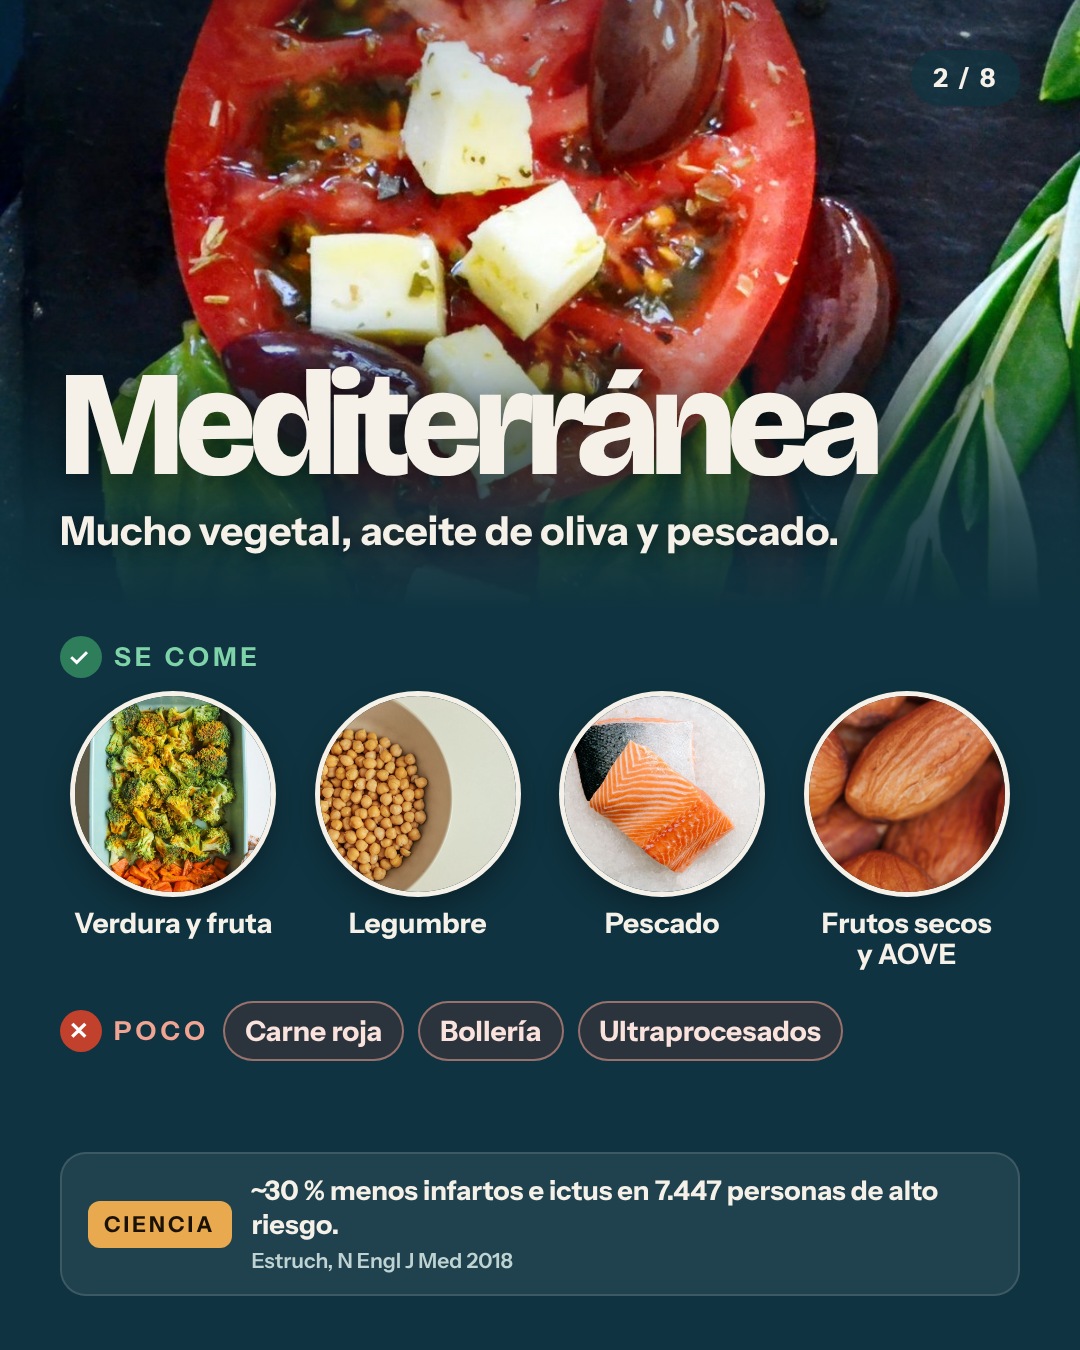 2 / 8
Mediterránea
Mucho vegetal, aceite de oliva y pescado.
SE COME
Verdura y fruta
Legumbre
Pescado
Frutos secos
y AOVE
POCO
Carne roja
Bollería
Ultraprocesados
CIENCIA
~30 % menos infartos e ictus en 7.447 personas de alto
riesgo.
Estruch, N Engl J Med 2018